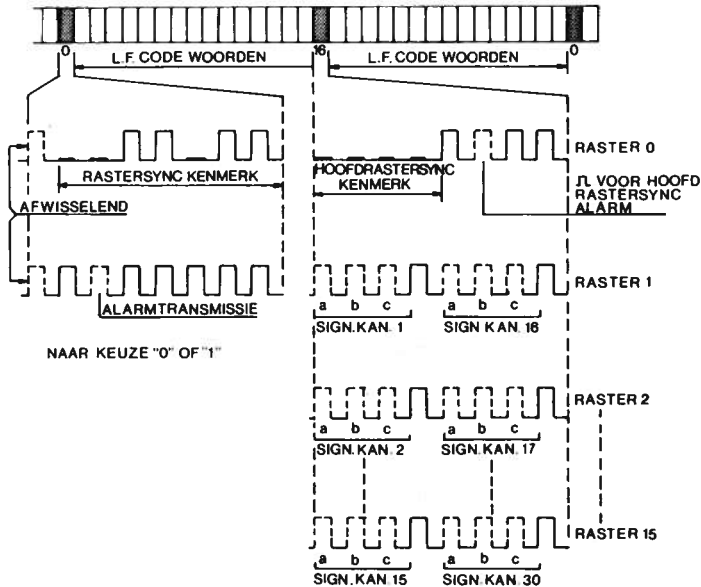 0 16 0
L.F. CODE WOORDEN L.F. CODE WOORDEN
RASTER 0
RASTERSYNC KENMERK
HOOFDRASTERSYNC
KENMERK
⎍ VOOR HOOFD
RASTERSYNC
ALARM
AFWISSELEND
RASTER 1
ALARMTRANSMISSIE
a b c a b c
SIGN. KAN. 1 SIGN KAN. 16
NAAR KEUZE "0" OF "1"
RASTER 2
a b c a b c
SIGN. KAN. 2 SIGN. KAN. 17
RASTER 15
a b c a b c
SIGN. KAN. 15 SIGN. KAN. 30